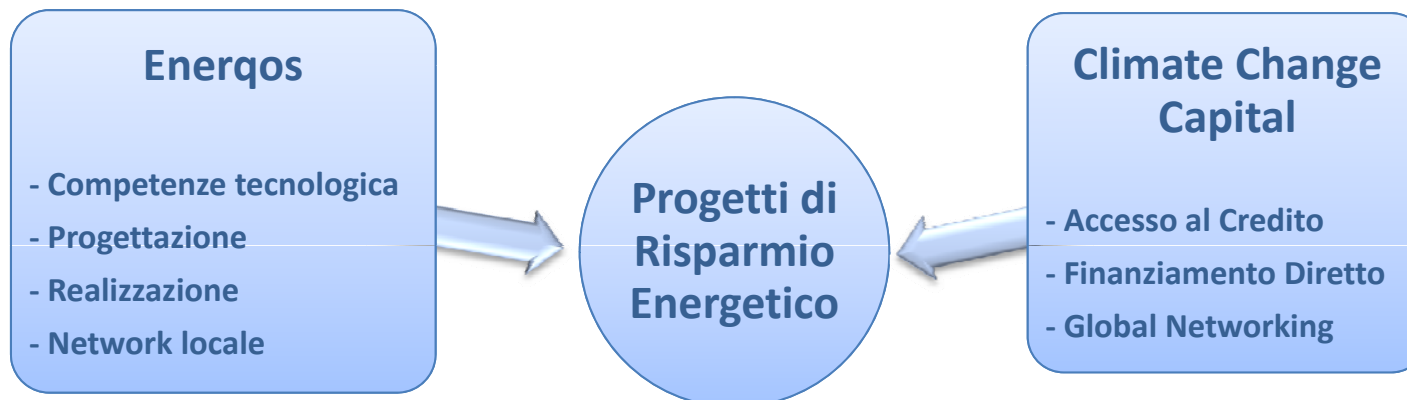 Enerqos
- Competenze tecnologica
- Progettazione
- Realizzazione
- Network locale
Progetti di
Risparmio
Energetico
Climate Change
Capital
- Accesso al Credito
- Finanziamento Diretto
- Global Networking